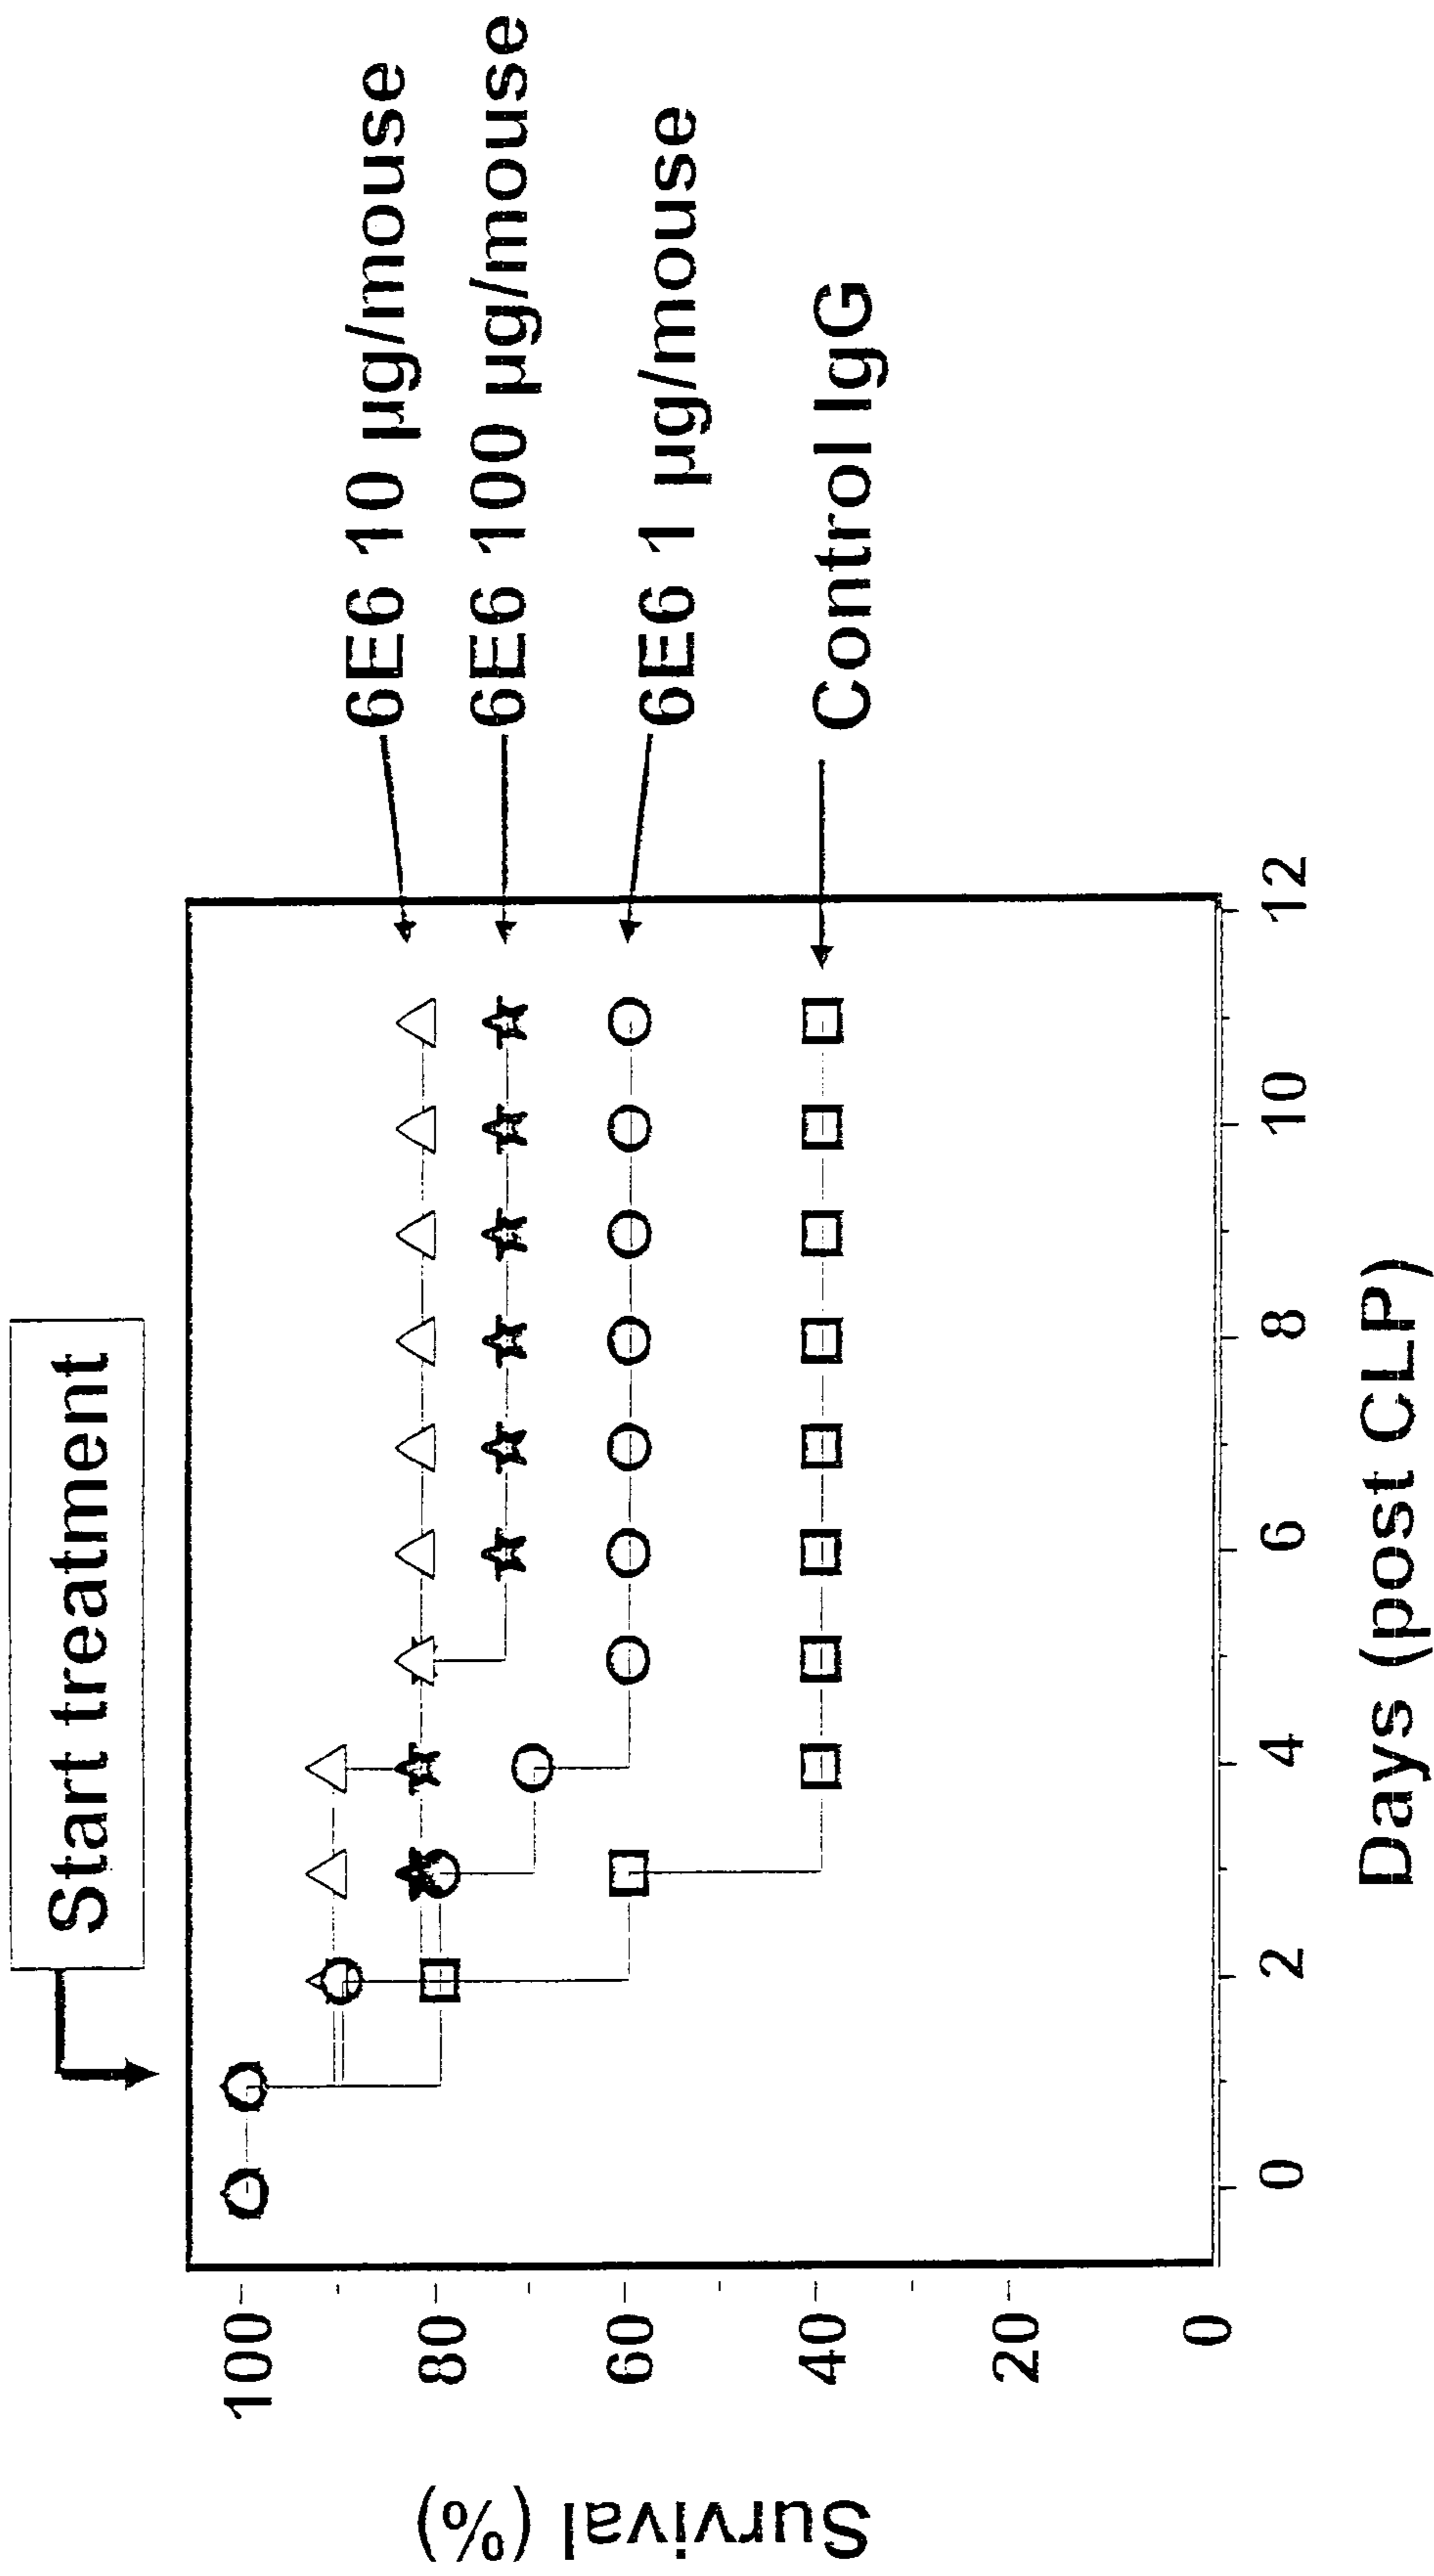 Start treatment
Survival (%)
100
80
60
40
20
0
0
2
4
6
8
10
12
Days (post CLP)
6E6 10 µg/mouse
6E6 100 µg/mouse
6E6 1 µg/mouse
Control IgG